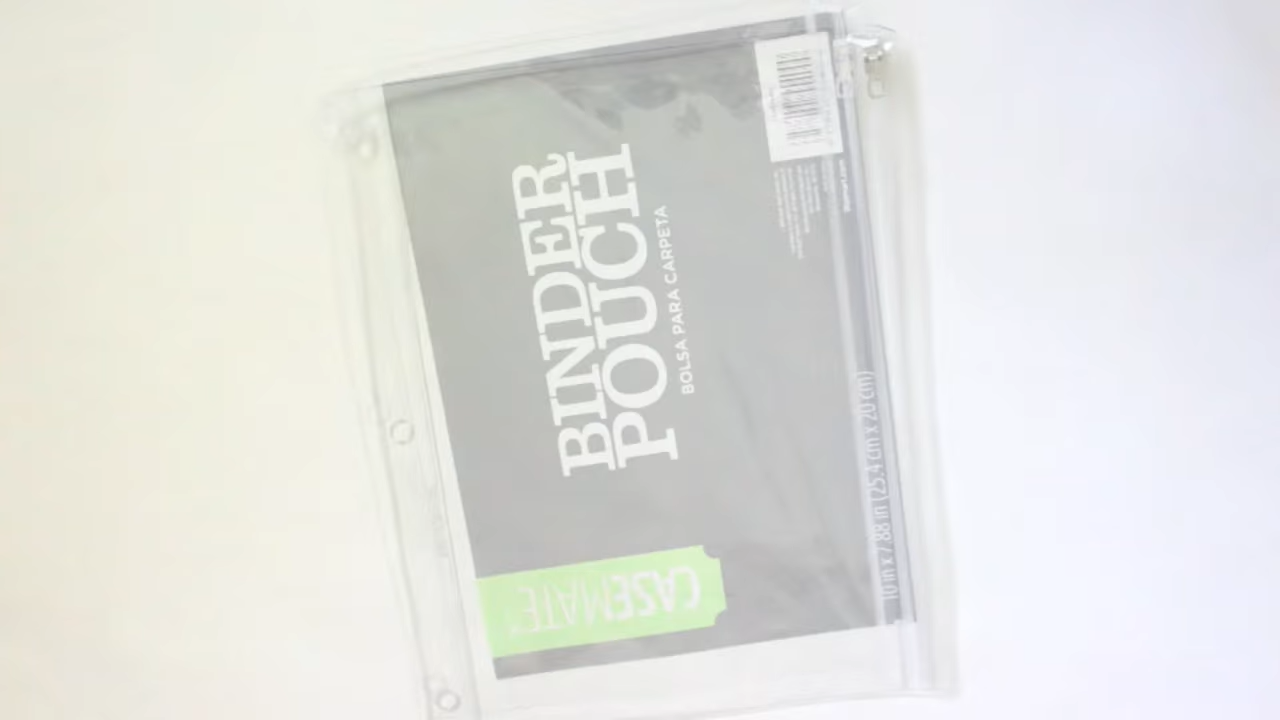 BINDER
POUCH
BOLSA PARA CARPETA
CASEMATE
10 in x 7.88 in (25.4 cm x 20 cm)